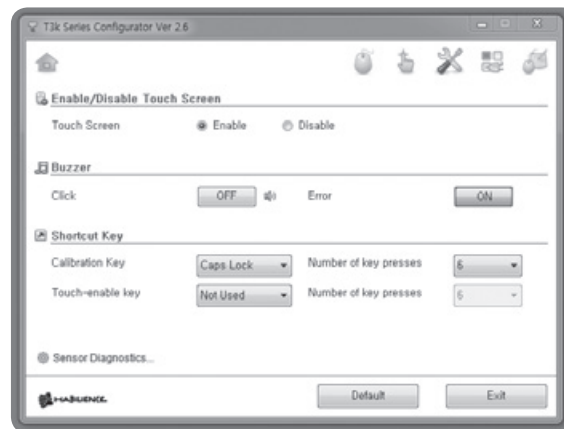 T3k Series Configurator Ver 2.6
Enable/Disable Touch Screen
Touch Screen Enable Disable
Buzzer
Click OFF Error ON
Shortcut Key
Calibration Key Caps Lock Number of key presses 6
Touch-enable key Not Used Number of key presses 6
Sensor Diagnostics...
Default Exit